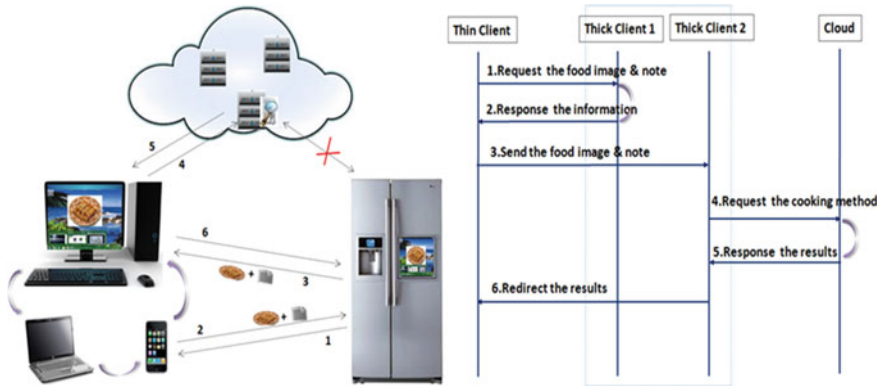 5
4
6
3
2
1
+
+
Thin Client
Thick Client 1
Thick Client 2
Cloud
1.Request the food image & note
2.Response the information
3.Send the food image & note
4.Request the cooking method
5.Response the results
6.Redirect the results